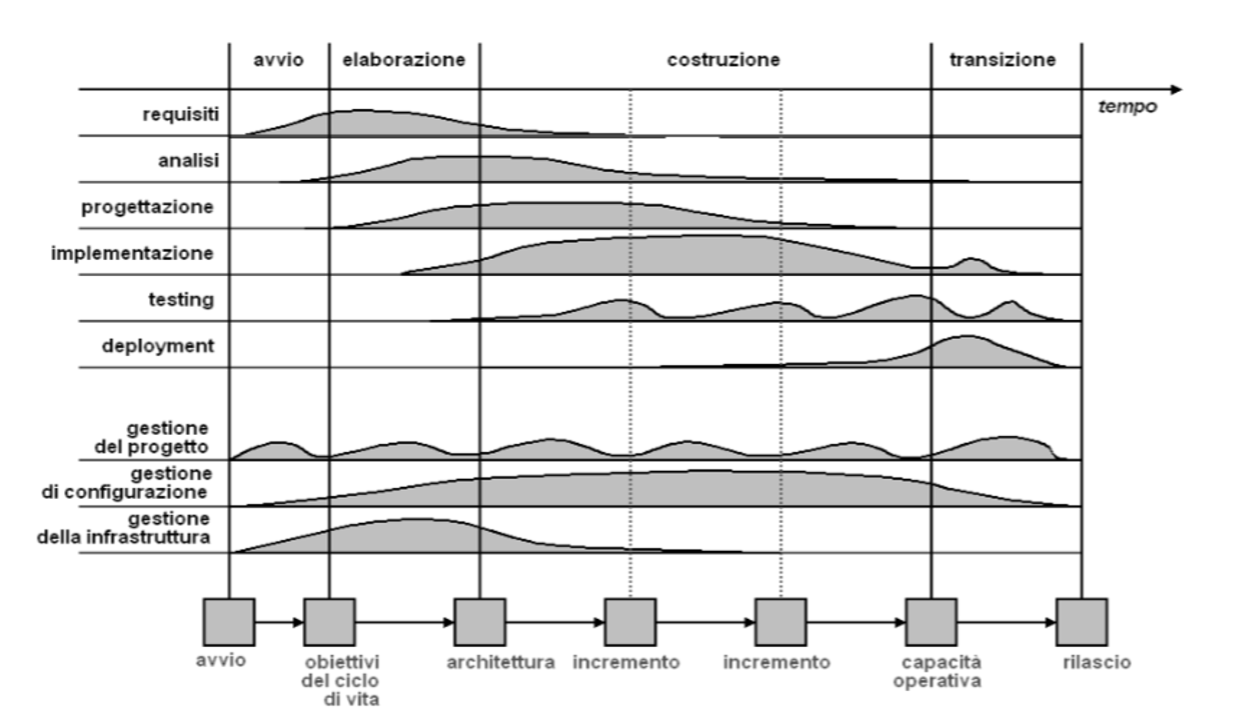 avvio
elaborazione
costruzione
transizione
tempo
requisiti
analisi
progettazione
implementazione
testing
deployment
gestione
del progetto
gestione
di configurazione
gestione
della infrastruttura
avvio
obiettivi
del ciclo
di vita
architettura
incremento
incremento
capacità
operativa
rilascio